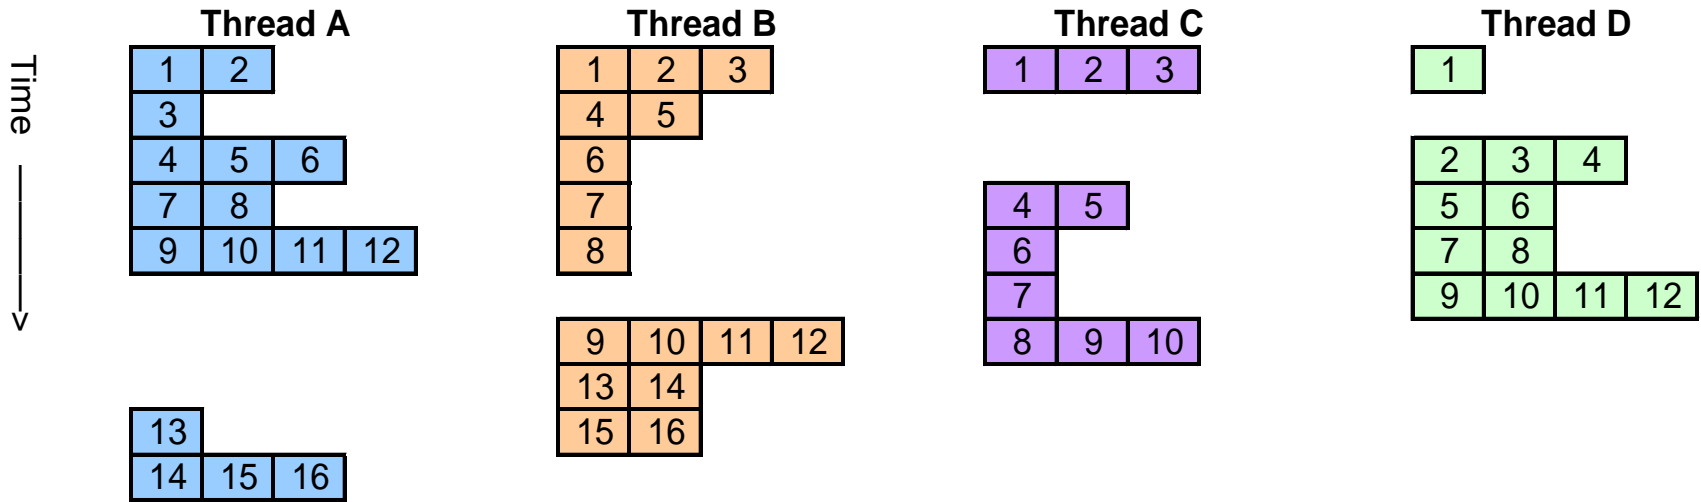 Thread A Thread B Thread C Thread D
Time
1 2 1 2 3 1 2 3 1
3 4 5
4 5 6 6 2 3 4
7 8 7 4 5 5 6
9 10 11 12 8 6 7 8
7 9 10 11 12
9 10 11 12 8 9 10
13 14
13 15 16
14 15 16